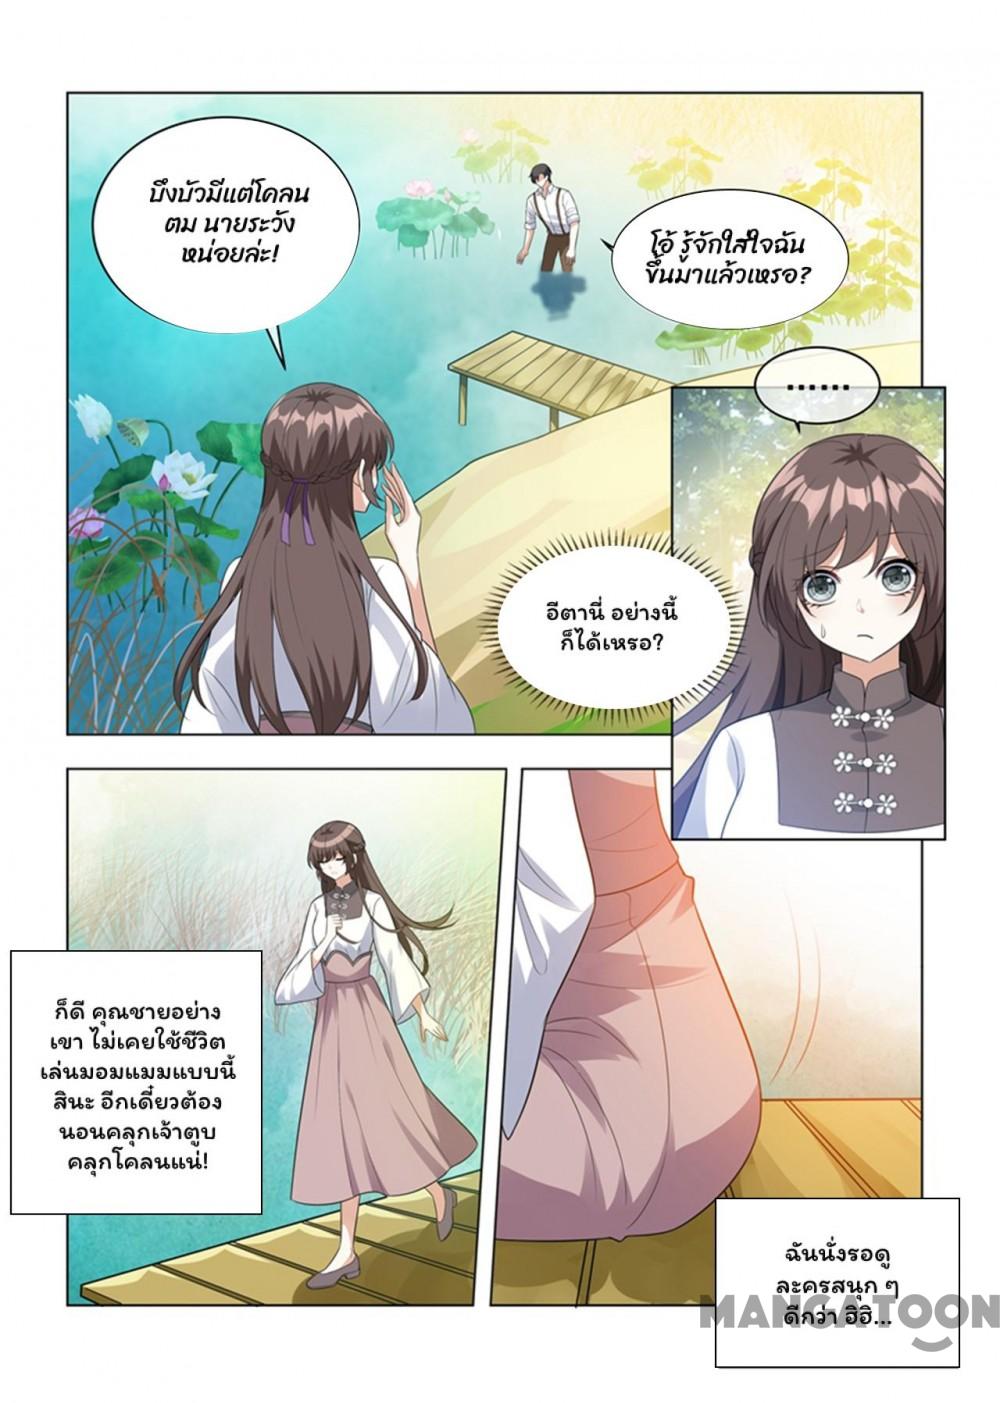 บึงบัวมีแต่โคลน
ตม นายระวัง
หน่อยล่ะ!
โอ้ รู้จักใส่ใจฉัน
ขึ้นมาแล้วเหรอ?
......
อีตานี่ อย่างนี้
ก็ได้เหรอ?
ก็ดี คุณชายอย่าง
เขา ไม่เคยใช้ชีวิต
เล่นมอมแมมแบบนี้
สินะ อีกเดี๋ยวต้อง
นอนคลุกเจ้าตูบ
คลุกโคลนแน่!
ฉันนั่งรอดู
ละครสนุก ๆ
ดีกว่า ฮิฮิ...
MANGATOON